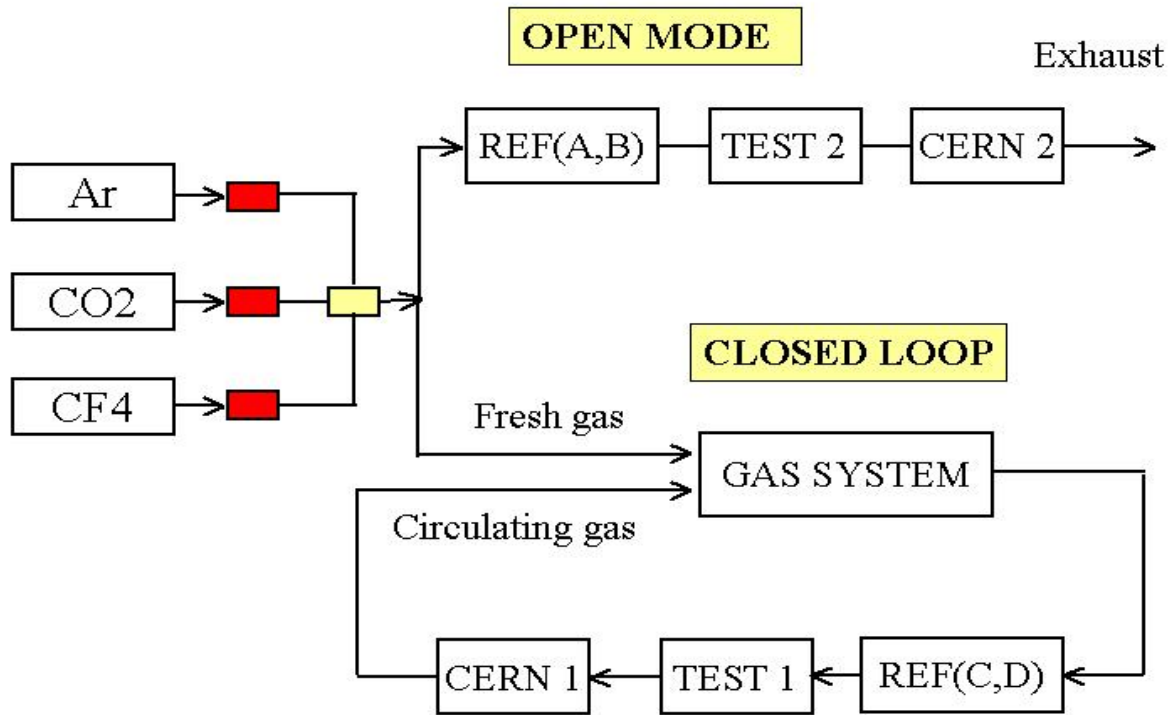 OPEN MODE
Exhaust
REF(A,B)
TEST 2
CERN 2
Ar
CO2
CF4
CLOSED LOOP
Fresh gas
GAS SYSTEM
Circulating gas
CERN 1
TEST 1
REF(C,D)